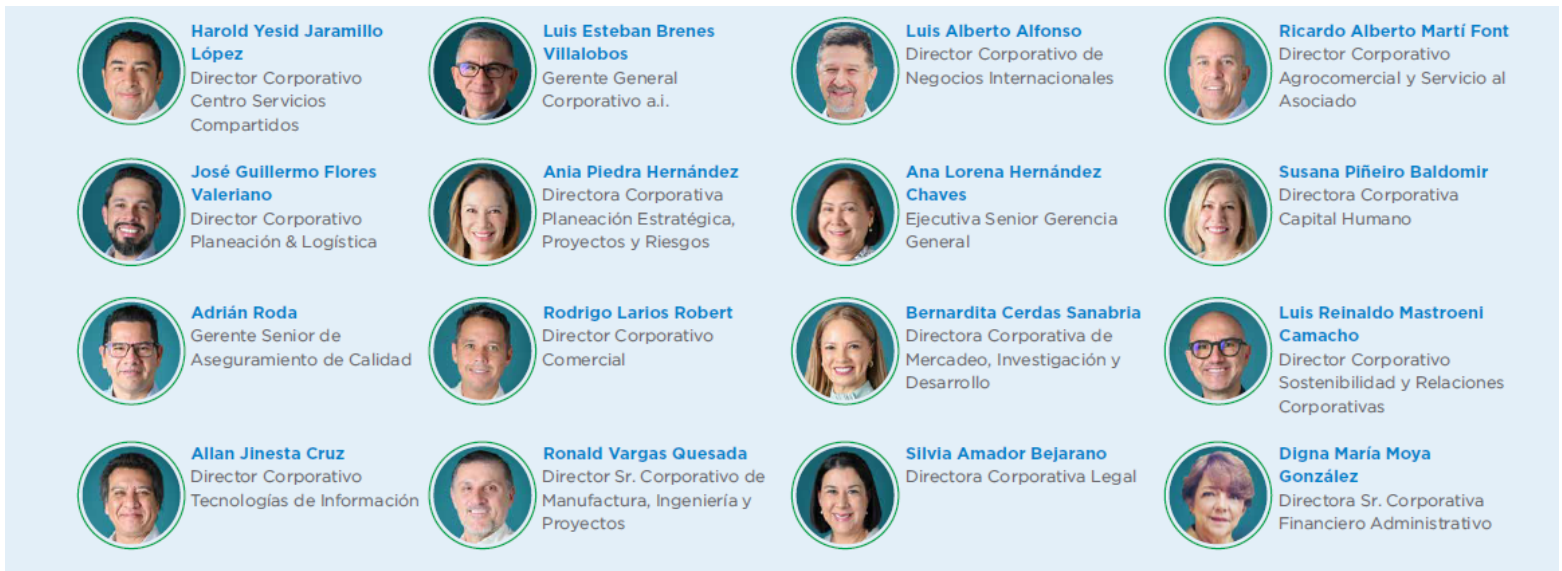 Harold Yesid Jaramillo
López
Director Corporativo
Centro Servicios
Compartidos
Luis Esteban Brenes
Villalobos
Gerente General
Corporativo a.i.
Luis Alberto Alfonso
Director Corporativo de
Negocios Internacionales
Ricardo Alberto Martí Font
Director Corporativo
Agrocomercial y Servicio al
Asociado
José Guillermo Flores
Valeriano
Director Corporativo
Planeación & Logística
Ania Piedra Hernández
Directora Corporativa
Planeación Estratégica,
Proyectos y Riesgos
Ana Lorena Hernández
Chaves
Ejecutiva Senior Gerencia
General
Susana Piñeiro Baldomir
Directora Corporativa
Capital Humano
Adrián Roda
Gerente Senior de
Aseguramiento de Calidad
Rodrigo Larios Robert
Director Corporativo
Comercial
Bernardita Cerdas Sanabria
Directora Corporativa de
Mercadeo, Investigación y
Desarrollo
Luis Reinaldo Mastroeni
Camacho
Director Corporativo
Sostenibilidad y Relaciones
Corporativas
Allan Jinesta Cruz
Director Corporativo
Tecnologías de Información
Ronald Vargas Quesada
Director Sr. Corporativo de
Manufactura, Ingeniería y
Proyectos
Silvia Amador Bejarano
Directora Corporativa Legal
Digna María Moya
González
Directora Sr. Corporativa
Financiero Administrativo